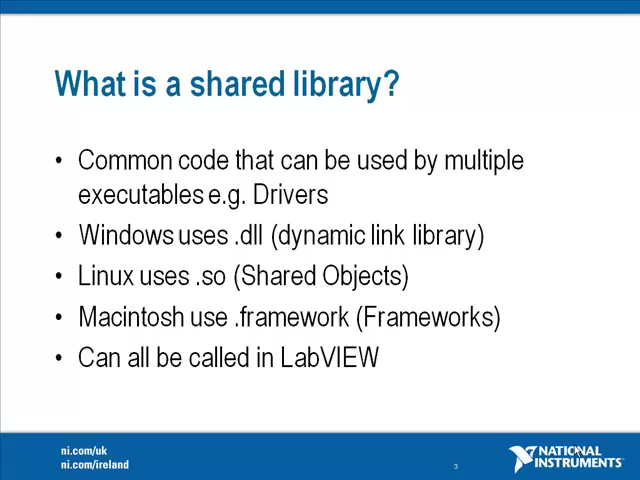 What is a shared library?
• Common code that can be used by multiple
executables e.g. Drivers
• Windows uses .dll (dynamic link library)
• Linux uses .so (Shared Objects)
• Macintosh use .framework (Frameworks)
• Can all be called in LabVIEW
ni.com/uk
ni.com/ireland
3
NATIONAL
INSTRUMENTS